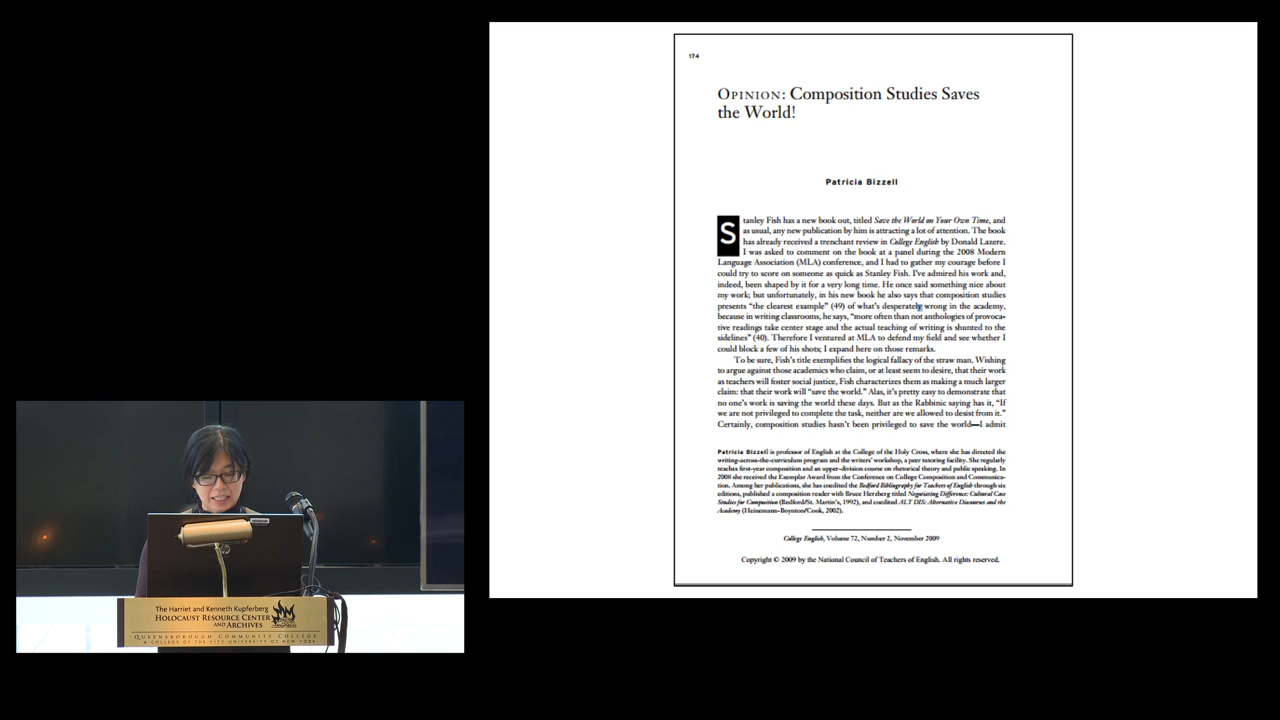 174
OPINION: Composition Studies Saves
the World!
Patricia Bizzell
Stanley Fish has a new book out, titled Save the World on Your Own Time, and
as usual, any new publication by him is attracting a lot of attention. The book
has already received a trenchant review in College English by Donald Lazere.
I was asked to comment on the book at a panel during the 2008 Modern
Language Association (MLA) conference, and I had to gather my courage before I
could try to score on someone as quick as Stanley Fish. I've admired his work and,
indeed, been shaped by it for a very long time. He once said something nice about
my work; but unfortunately, in his new book he also says that composition studies
presents “the clearest example” (49) of what's desperately wrong in the academy,
because in writing classrooms, he says, “more often than not anthologies of provoca-
tive readings take center stage and the actual teaching of writing is shunted to the
sidelines” (40). Therefore I ventured at MLA to defend my field and see whether I
could block a few of his shots; I expand here on those remarks.
To be sure, Fish's title exemplifies the logical fallacy of the straw man. Wishing
to argue against those academics who claim, or at least seem to desire, that their work
as teachers will foster social justice, Fish characterizes them as making a much larger
claim: that their work will “save the world.” Alas, it's pretty easy to demonstrate that
no one's work is saving the world these days. But as the Rabbinic saying has it, “If
we are not privileged to complete the task, neither are we allowed to desist from it.”
Certainly, composition studies hasn't been privileged to save the world—I admit
Patricia Bizzell is professor of English at the College of the Holy Cross, where she has directed the
writing-across-the-curriculum program and the writers' workshop, a peer tutoring facility. She regularly
teaches first-year composition and an upper-division course on rhetorical theory and public speaking. In
2008 she received the Exemplar Award from the Conference on College Composition and Communica-
tion. Among her publications, she has coedited the Bedford Bibliography for Teachers of English through six
editions, published a composition reader with Bruce Herzberg titled Negotiating Difference: Cultural Case
Studies for Composition (Bedford/St. Martin's, 1992), and coedited ALT DIS: Alternative Discourses and the
Academy (Heinemann-Boynton/Cook, 2002).
College English, Volume 72, Number 2, November 2009
Copyright © 2009 by the National Council of Teachers of English. All rights reserved.
The Harriet and Kenneth Kupferberg
HOLOCAUST RESOURCE CENTER
AND ARCHIVES
QUEENSBOROUGH COMMUNITY COLLEGE
A COLLEGE OF THE CITY UNIVERSITY OF NEW YORK